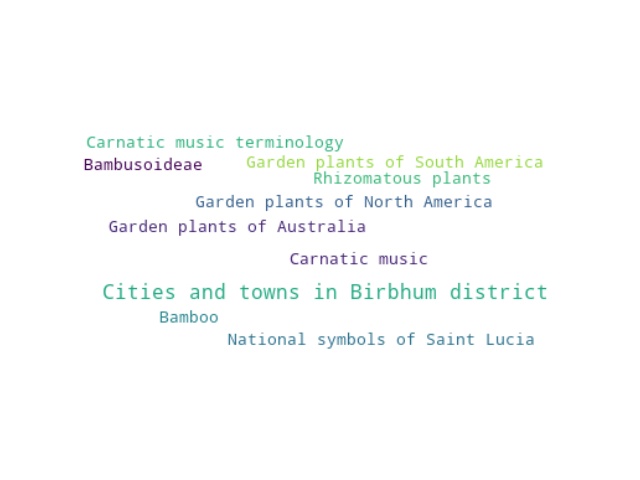 Carnatic music terminology
Bambusoideae
Garden plants of South America
Rhizomatous plants
Garden plants of North America
Garden plants of Australia
Carnatic music
Cities and towns in Birbhum district
Bamboo
National symbols of Saint Lucia